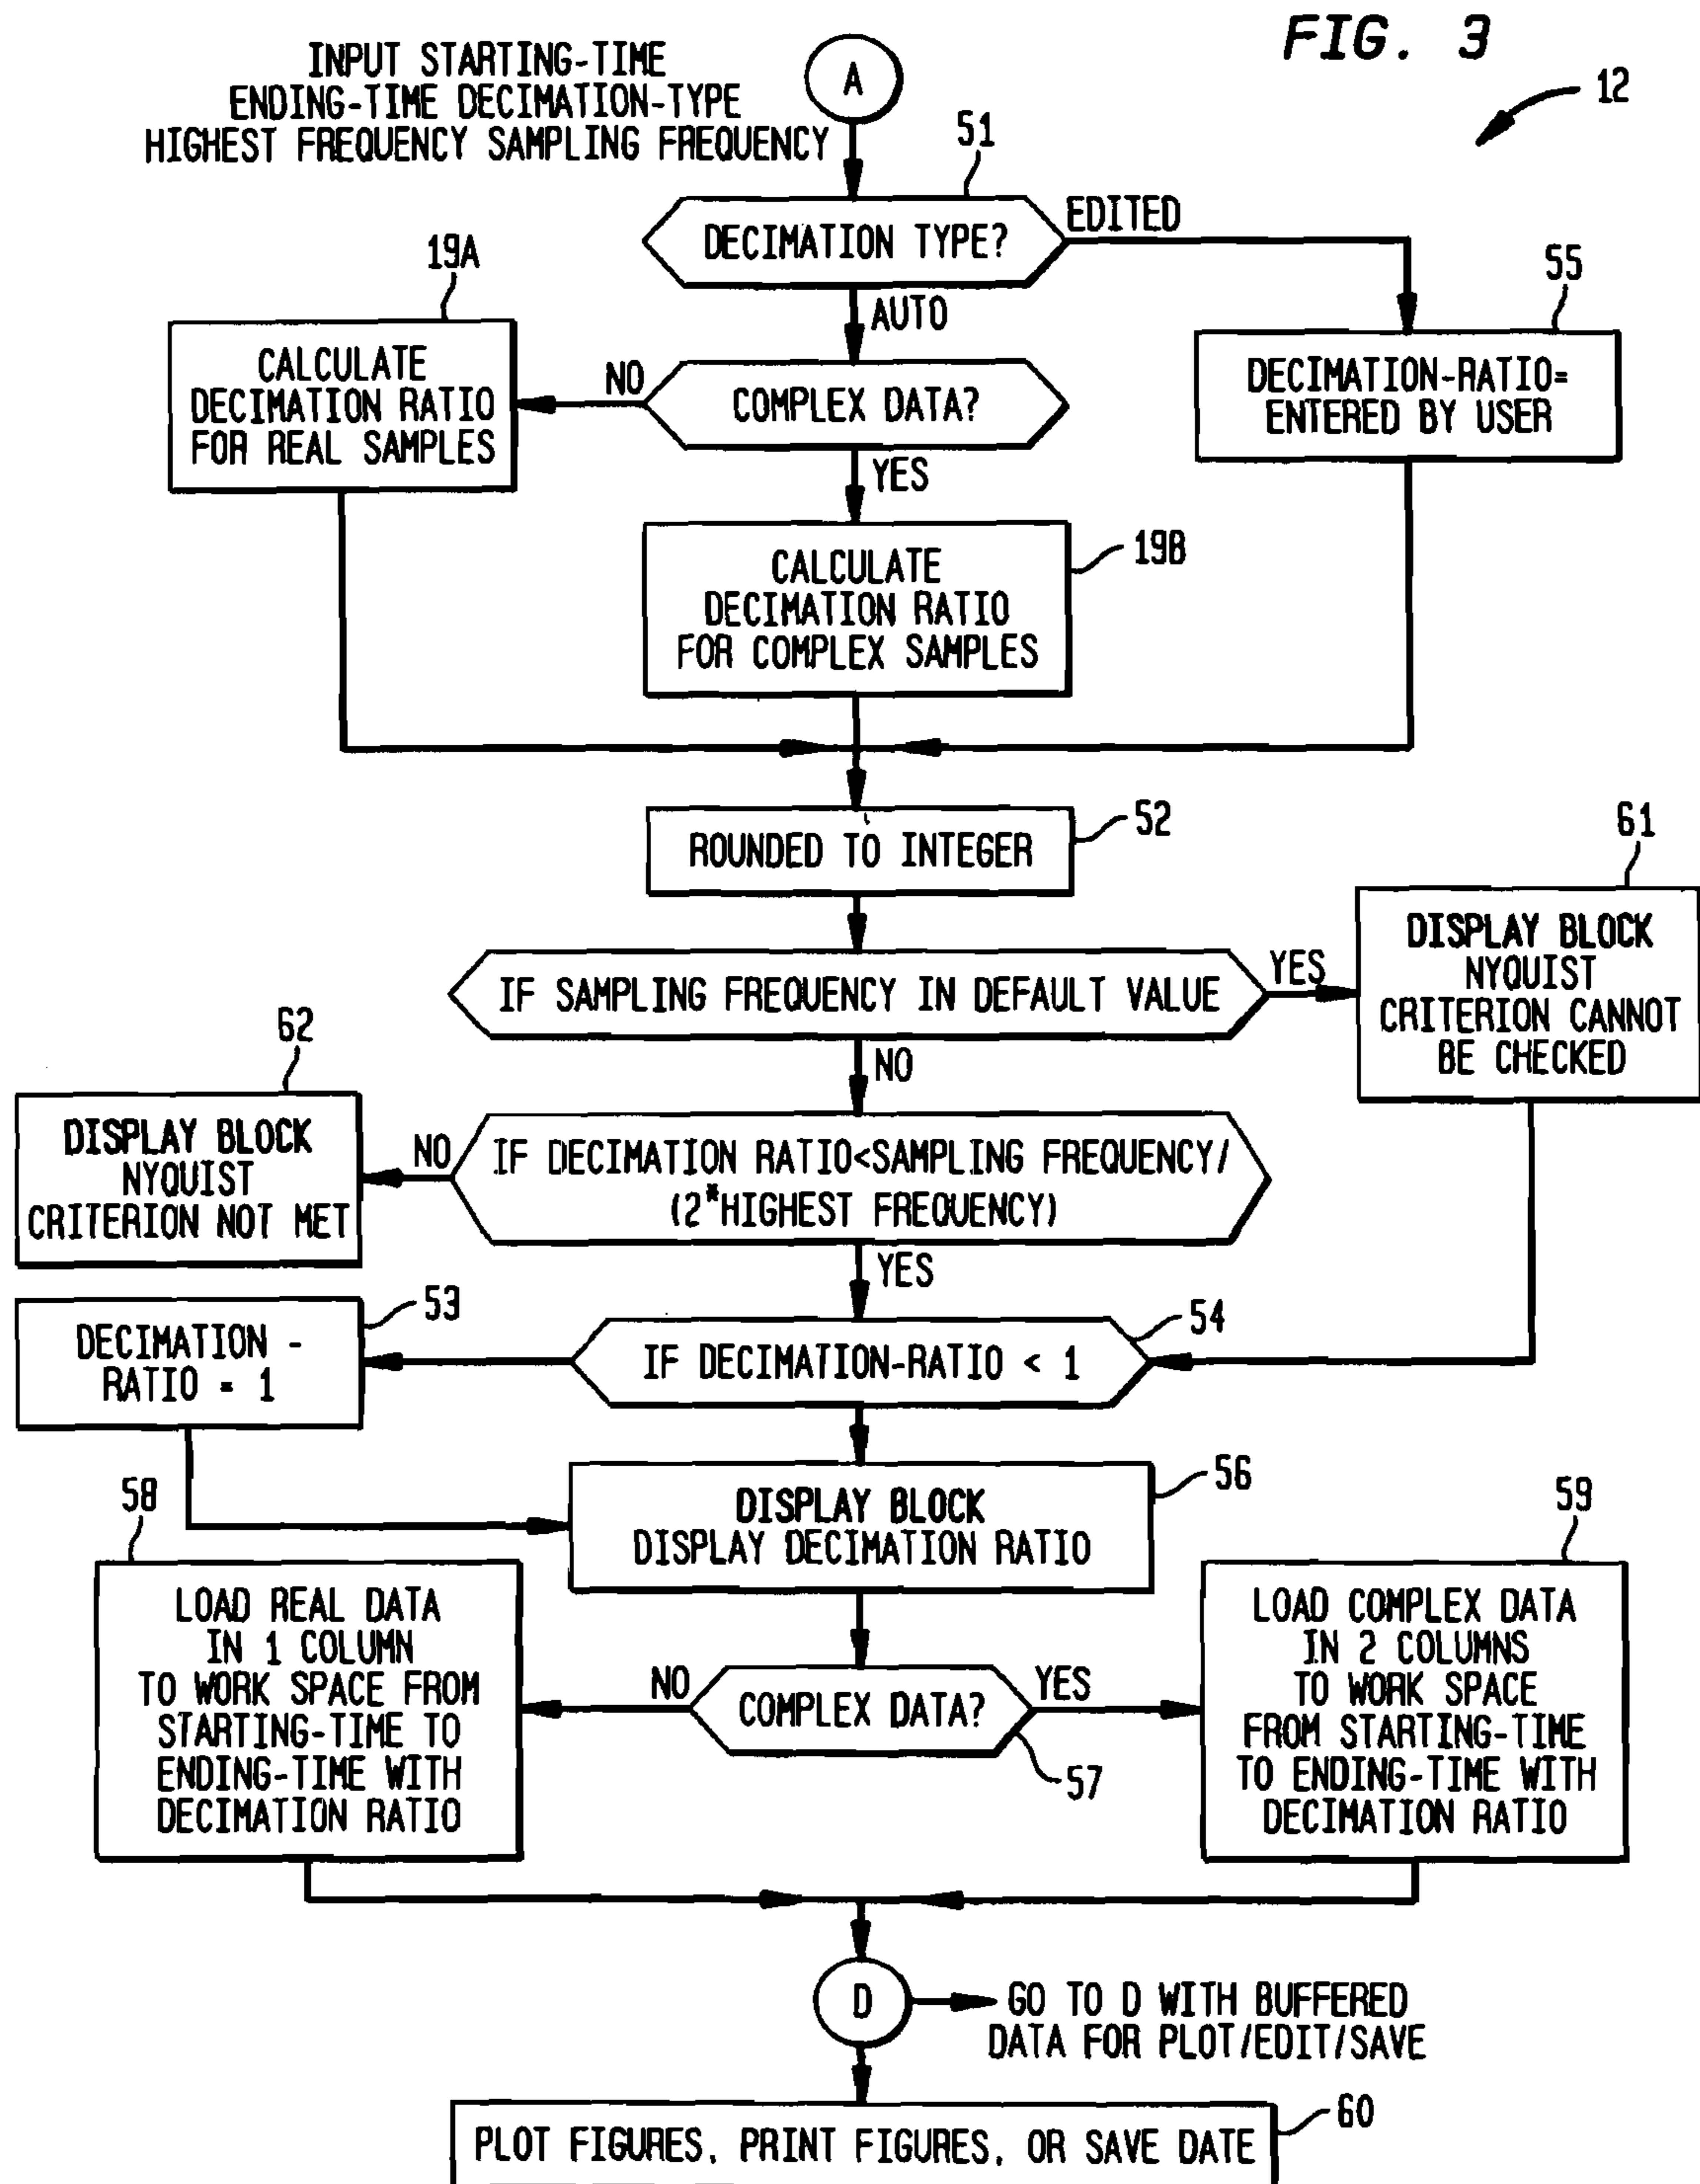 FIG. 3
12
INPUT STARTING-TIME
ENDING-TIME DECIMATION-TYPE
HIGHEST FREQUENCY SAMPLING FREQUENCY
A
51
DECIMATION TYPE?
EDITED
AUTO
19A
CALCULATE
DECIMATION RATIO
FOR REAL SAMPLES
NO
COMPLEX DATA?
YES
55
DECIMATION-RATIO=
ENTERED BY USER
19B
CALCULATE
DECIMATION RATIO
FOR COMPLEX SAMPLES
52
ROUNDED TO INTEGER
IF SAMPLING FREQUENCY IN DEFAULT VALUE
YES
NO
61
DISPLAY BLOCK
NYQUIST
CRITERION CANNOT
BE CHECKED
62
DISPLAY BLOCK
NYQUIST
CRITERION NOT MET
NO
IF DECIMATION RATIO<SAMPLING FREQUENCY/
(2*HIGHEST FREQUENCY)
YES
53
DECIMATION -
RATIO = 1
54
IF DECIMATION-RATIO < 1
56
DISPLAY BLOCK
DISPLAY DECIMATION RATIO
58
LOAD REAL DATA
IN 1 COLUMN
TO WORK SPACE FROM
STARTING-TIME TO
ENDING-TIME WITH
DECIMATION RATIO
NO
COMPLEX DATA?
YES
57
59
LOAD COMPLEX DATA
IN 2 COLUMNS
TO WORK SPACE
FROM STARTING-TIME
TO ENDING-TIME WITH
DECIMATION RATIO
D
GO TO D WITH BUFFERED
DATA FOR PLOT/EDIT/SAVE
60
PLOT FIGURES, PRINT FIGURES, OR SAVE DATE